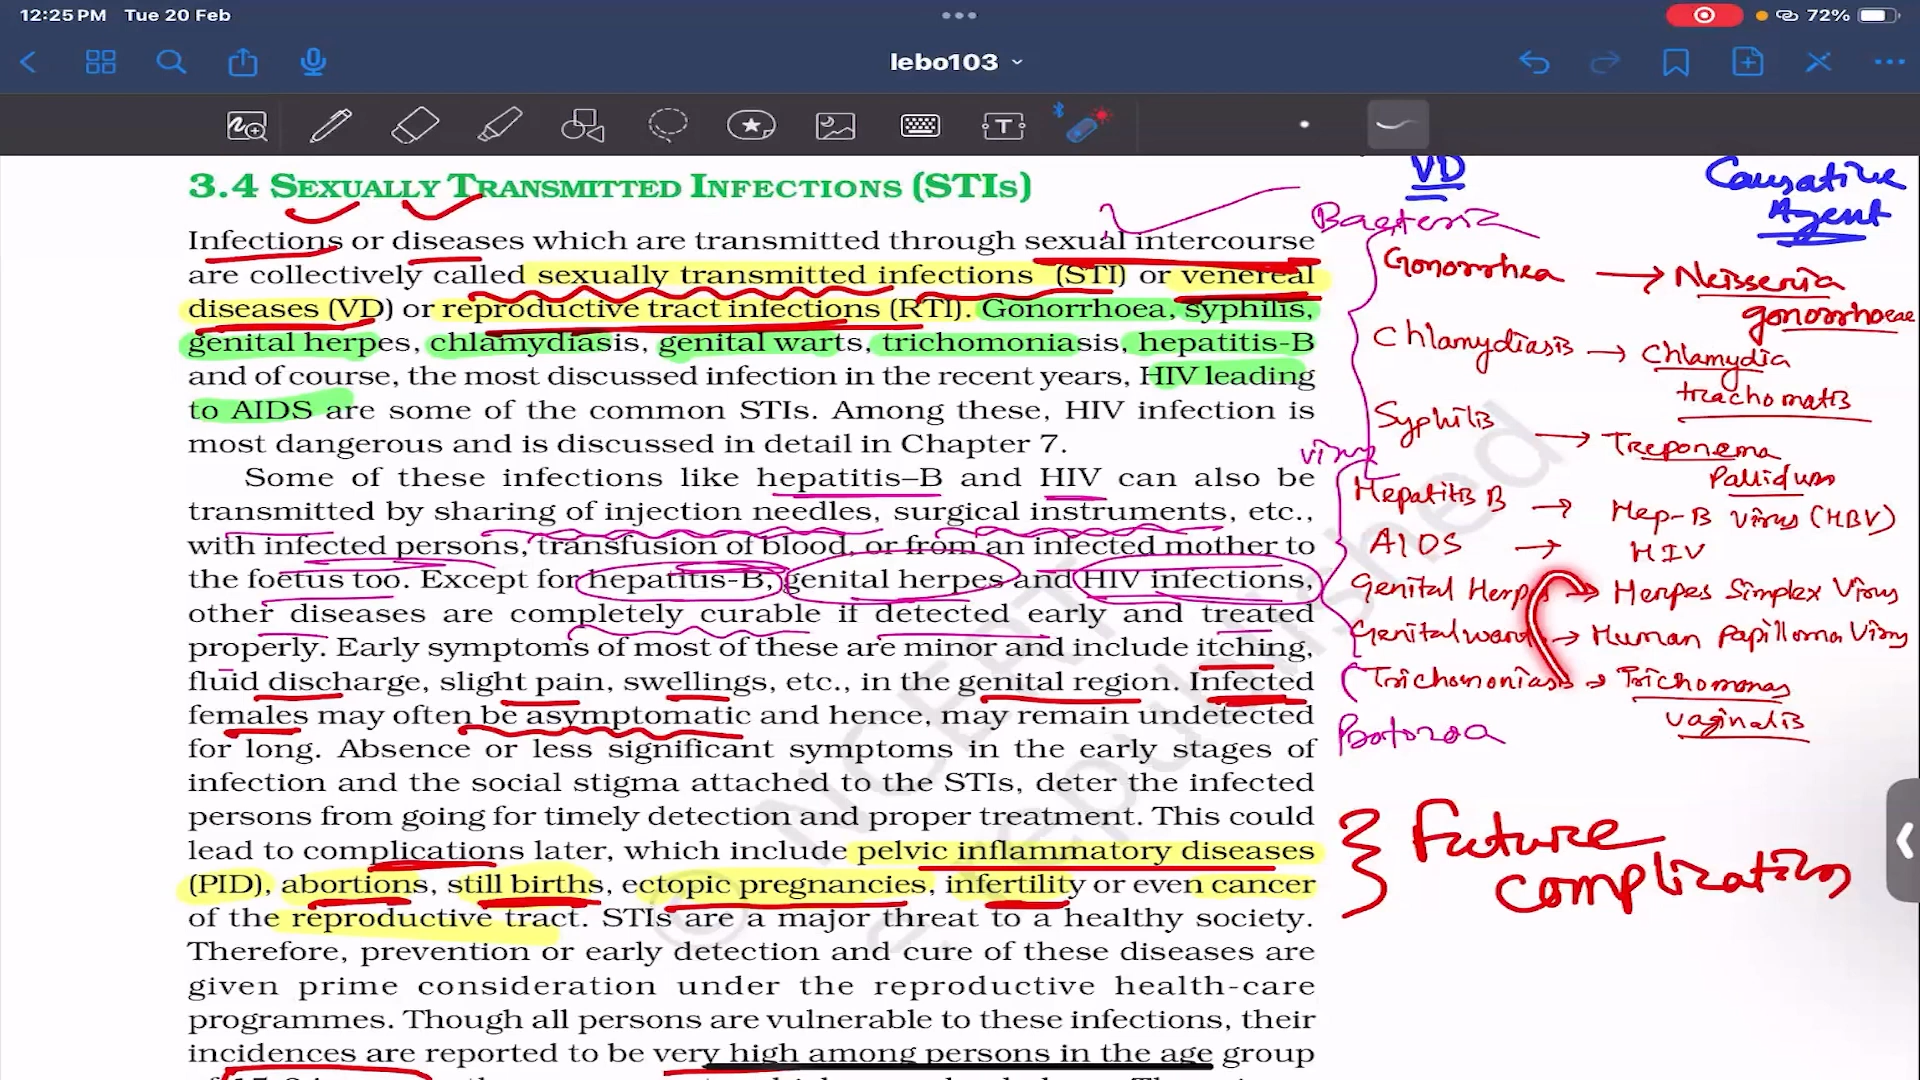 12:25 PM Tue 20 Feb
72%
lebo103
3.4 SEXUALLY TRANSMITTED INFECTIONS (STIs)
Infections or diseases which are transmitted through sexual intercourse
are collectively called sexually transmitted infections (STI) or venereal
diseases (VD) or reproductive tract infections (RTI). Gonorrhoea, syphilis,
genital herpes, chlamydiasis, genital warts, trichomoniasis, hepatitis-B
and of course, the most discussed infection in the recent years, HIV leading
to AIDS are some of the common STIs. Among these, HIV infection is
most dangerous and is discussed in detail in Chapter 7.
Some of these infections like hepatitis–B and HIV can also be
transmitted by sharing of injection needles, surgical instruments, etc.,
with infected persons, transfusion of blood, or from an infected mother to
the foetus too. Except for hepatitis-B, genital herpes and HIV infections,
other diseases are completely curable if detected early and treated
properly. Early symptoms of most of these are minor and include itching,
fluid discharge, slight pain, swellings, etc., in the genital region. Infected
females may often be asymptomatic and hence, may remain undetected
for long. Absence or less significant symptoms in the early stages of
infection and the social stigma attached to the STIs, deter the infected
persons from going for timely detection and proper treatment. This could
lead to complications later, which include pelvic inflammatory diseases
(PID), abortions, still births, ectopic pregnancies, infertility or even cancer
of the reproductive tract. STIs are a major threat to a healthy society.
Therefore, prevention or early detection and cure of these diseases are
given prime consideration under the reproductive health-care
programmes. Though all persons are vulnerable to these infections, their
incidences are reported to be very high among persons in the age group
VD
Causative
Agent
Bacteria
Gonorrhea → Neisseria
gonorrhoeae
Chlamydiasis → Chlamydia
trachomatis
Syphilis → Treponema
Pallidum
Virus
Hepatitis B → Hep-B Virus (HBV)
AIDS → HIV
Genital Herpes → Herpes Simplex Virus
Genital warts → Human Papilloma Virus
Trichomoniasis → Trichomonas
vaginalis
Future
complications
© NCERT
republished